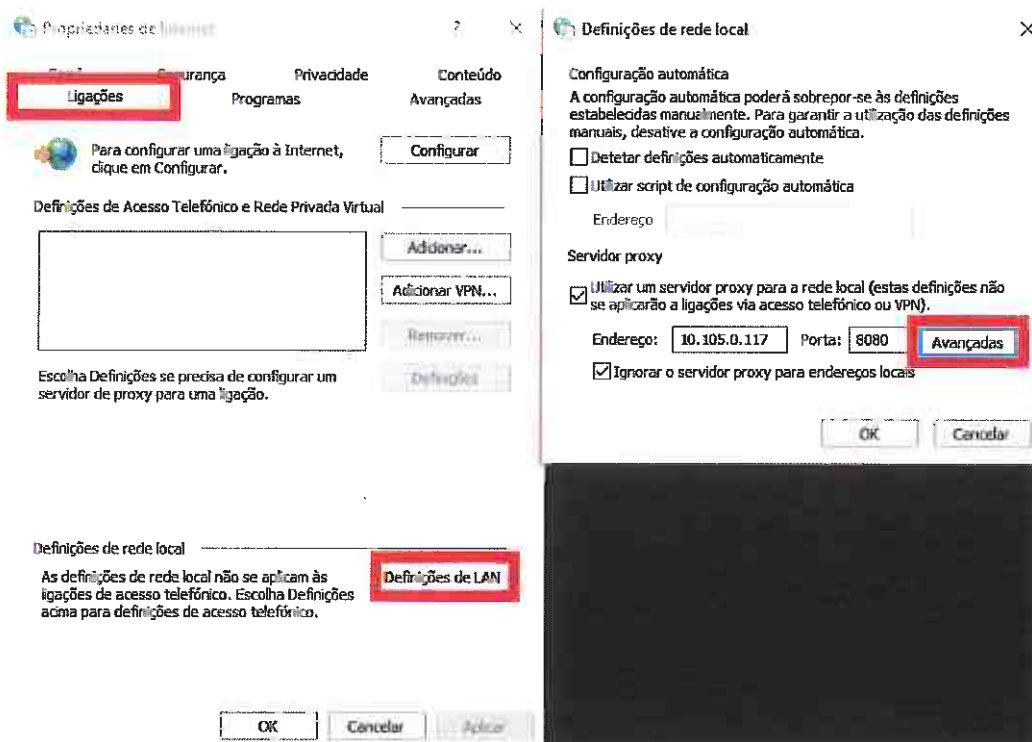 Propriedades de Internet
?
Segurança
Privacidade
Conteúdo
Ligações
Programas
Avançadas
Para configurar uma ligação à Internet,
clique em Configurar.
Configurar
Definições de Acesso Telefónico e Rede Privada Virtual
Adicionar...
Adicionar VPN...
Remover...
Escolha Definições se precisa de configurar um
servidor de proxy para uma ligação.
Definições
Definições de rede local
As definições de rede local não se aplicam às
ligações de acesso telefónico. Escolha Definições
acima para definições de acesso telefónico.
Definições de LAN
OK
Cancelar
Aplicar
Definições de rede local
Configuração automática
A configuração automática poderá sobrepor-se às definições
estabelecidas manualmente. Para garantir a utilização das definições
manuais, desative a configuração automática.
Detetar definições automaticamente
Utilizar script de configuração automática
Endereço
Servidor proxy
Utilizar um servidor proxy para a rede local (estas definições não
se aplicarão a ligações via acesso telefónico ou VPN).
Endereço:
10.105.0.117
Porta:
8080
Avançadas
Ignorar o servidor proxy para endereços locais
OK
Cancelar